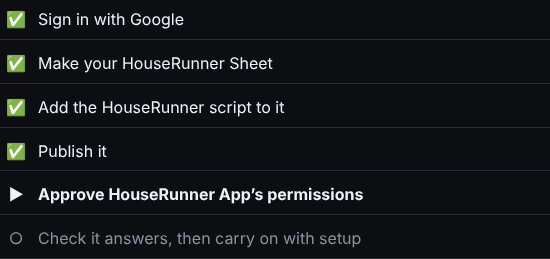 ✅ Sign in with Google
✅ Make your HouseRunner Sheet
✅ Add the HouseRunner script to it
✅ Publish it
▶ Approve HouseRunner App’s permissions
○ Check it answers, then carry on with setup